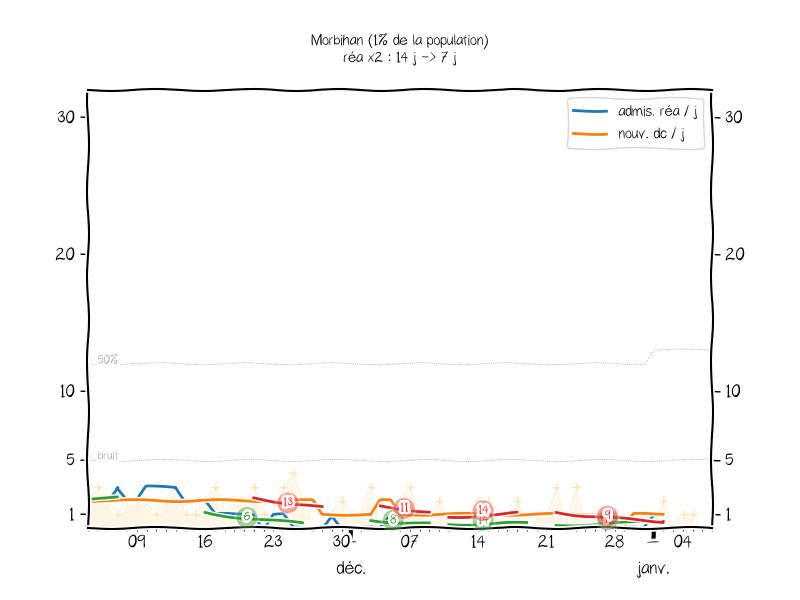 Morbihan (1% de la population)
réa x2 : 14 j -> 7 j
admis. réa / j
nouv. dc / j
30 30
20 20
50%
10 10
bruit
5 5
13
11
14
6
8
14
9
1 1
09 16 23 30 07 14 21 28 04
déc. janv.